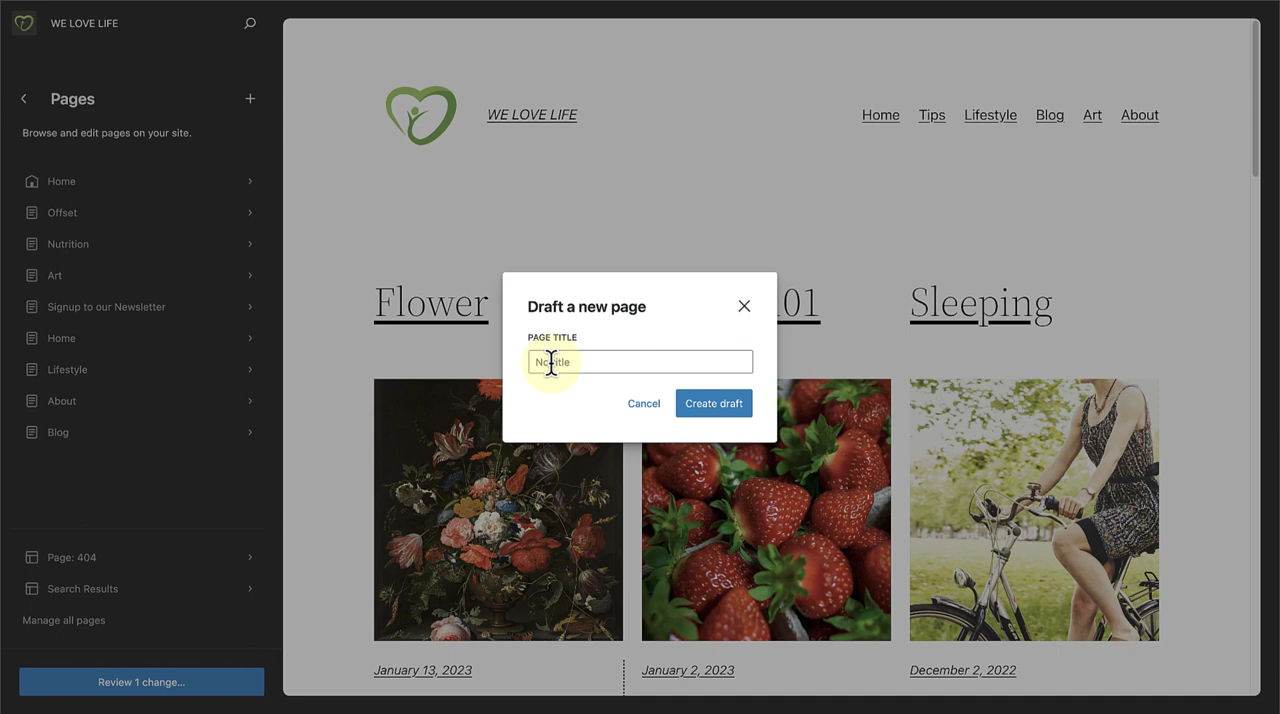 WE LOVE LIFE
Pages
Browse and edit pages on your site.
Home
Offset
Nutrition
Art
Signup to our Newsletter
Home
Lifestyle
About
Blog
Page: 404
Search Results
Manage all pages
Review 1 change...
WE LOVE LIFE
Home Tips Lifestyle Blog Art About
Flower 101 Sleeping
Draft a new page
PAGE TITLE
No title
Cancel Create draft
January 13, 2023 January 2, 2023 December 2, 2022